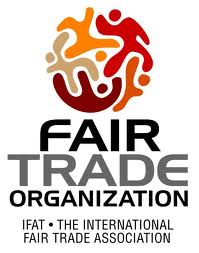 FAIR
TRADE
ORGANIZATION
IFAT • THE INTERNATIONAL
FAIR TRADE ASSOCIATION